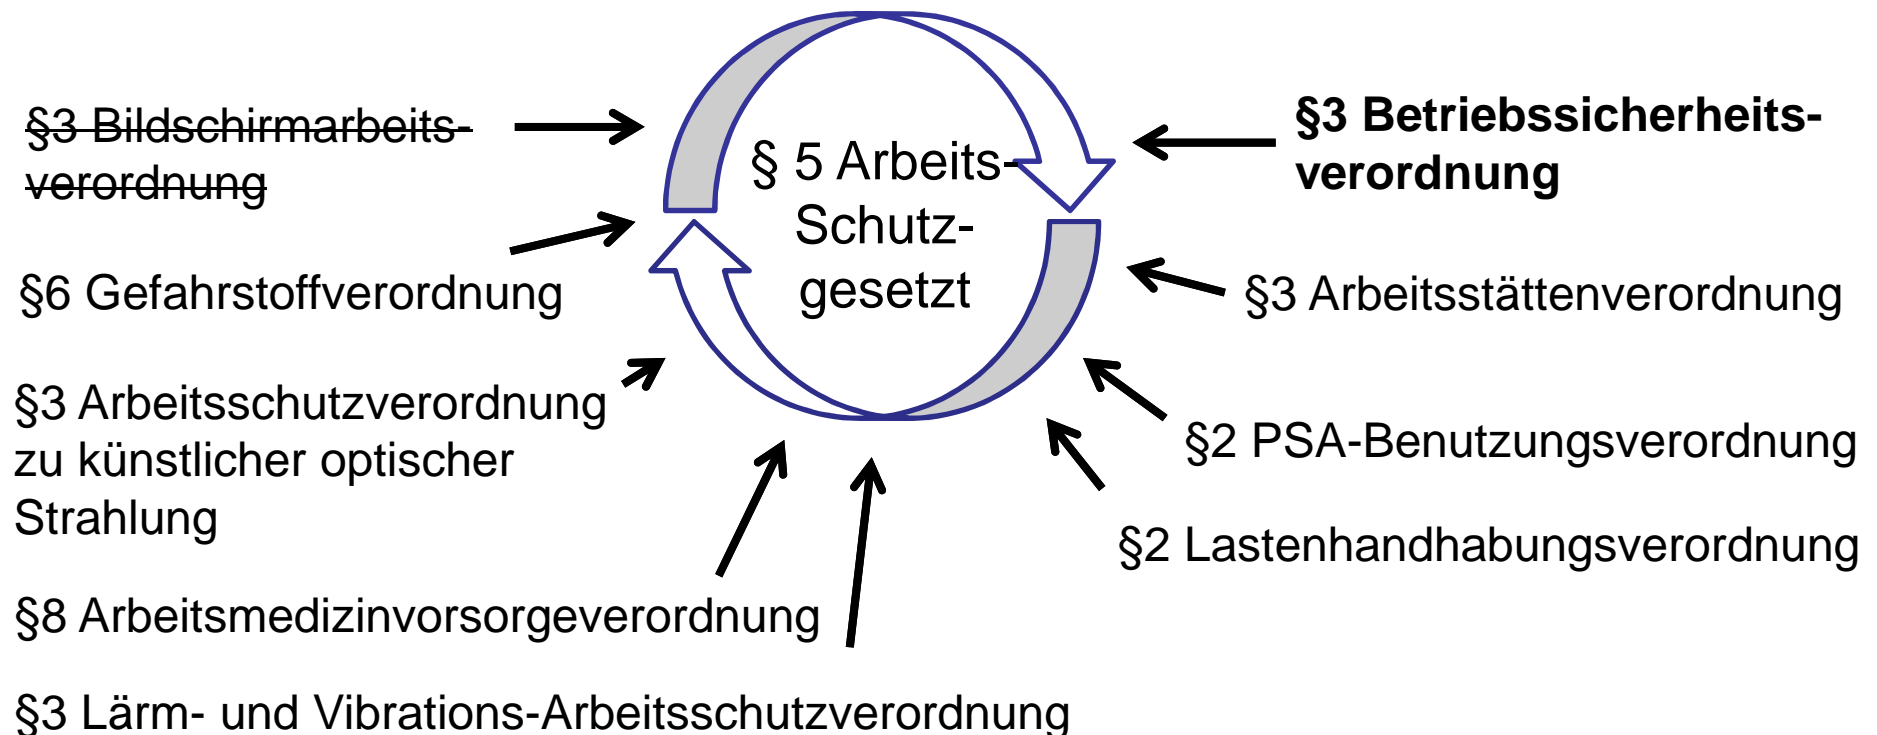 §3 Bildschirmarbeits-
verordnung
§6 Gefahrstoffverordnung
§3 Arbeitsschutzverordnung
zu künstlicher optischer
Strahlung
§8 Arbeitsmedizinvorsorgeverordnung
§3 Lärm- und Vibrations-Arbeitsschutzverordnung
§ 5 Arbeits-
Schutz-
gesetzt
§3 Betriebssicherheits-
verordnung
§3 Arbeitsstättenverordnung
§2 PSA-Benutzungsverordnung
§2 Lastenhandhabungsverordnung